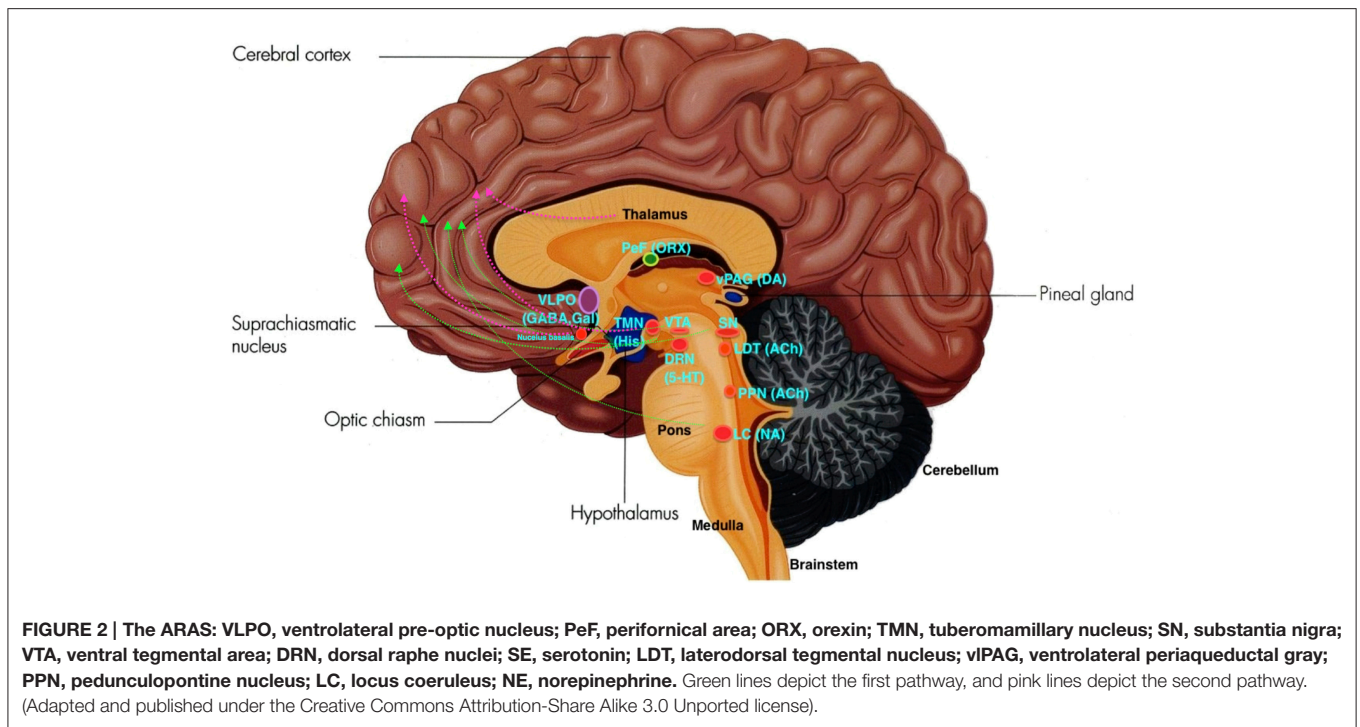 Cerebral cortex
Thalamus
PeF (ORX)
vPAG (DA)
Pineal gland
VLPO
(GABA,Gal)
Suprachiasmatic
nucleus
Nucelus basalis
TMN
(His)
VTA
SN
LDT (ACh)
DRN
(5-HT)
PPN (ACh)
Optic chiasm
Pons
LC (NA)
Cerebellum
Hypothalamus
Medulla
Brainstem
FIGURE 2 | The ARAS: VLPO, ventrolateral pre-optic nucleus; PeF, perifornical area; ORX, orexin; TMN, tuberomamillary nucleus; SN, substantia nigra;
VTA, ventral tegmental area; DRN, dorsal raphe nuclei; SE, serotonin; LDT, laterodorsal tegmental nucleus; vlPAG, ventrolateral periaqueductal gray;
PPN, pedunculopontine nucleus; LC, locus coeruleus; NE, norepinephrine. Green lines depict the first pathway, and pink lines depict the second pathway.
(Adapted and published under the Creative Commons Attribution-Share Alike 3.0 Unported license).